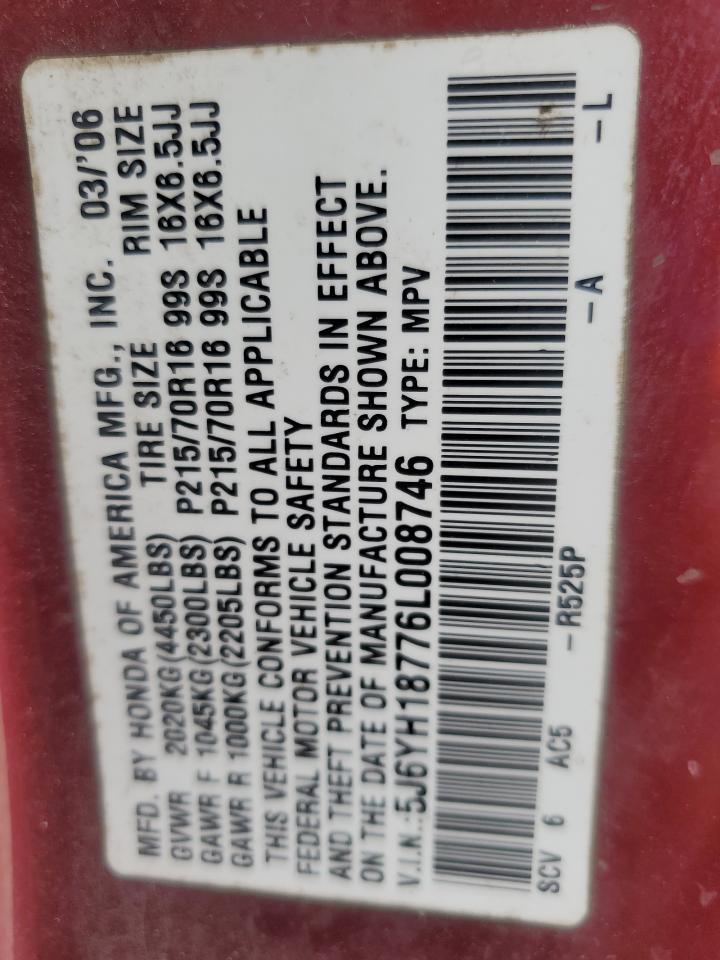 MFD. BY HONDA OF AMERICA MFG., INC. 03/'06
GVWR 2020KG(4450LBS) TIRE SIZE RIM SIZE
GAWR F 1045KG(2300LBS) P215/70R16 99S 16X6.5JJ
GAWR R 1000KG(2205LBS) P215/70R16 99S 16X6.5JJ
THIS VEHICLE CONFORMS TO ALL APPLICABLE
FEDERAL MOTOR VEHICLE SAFETY
AND THEFT PREVENTION STANDARDS IN EFFECT
ON THE DATE OF MANUFACTURE SHOWN ABOVE.
V.I.N.:5J6YH18776L008746 TYPE: MPV
SCV 6 AC5 –R525P –A –L